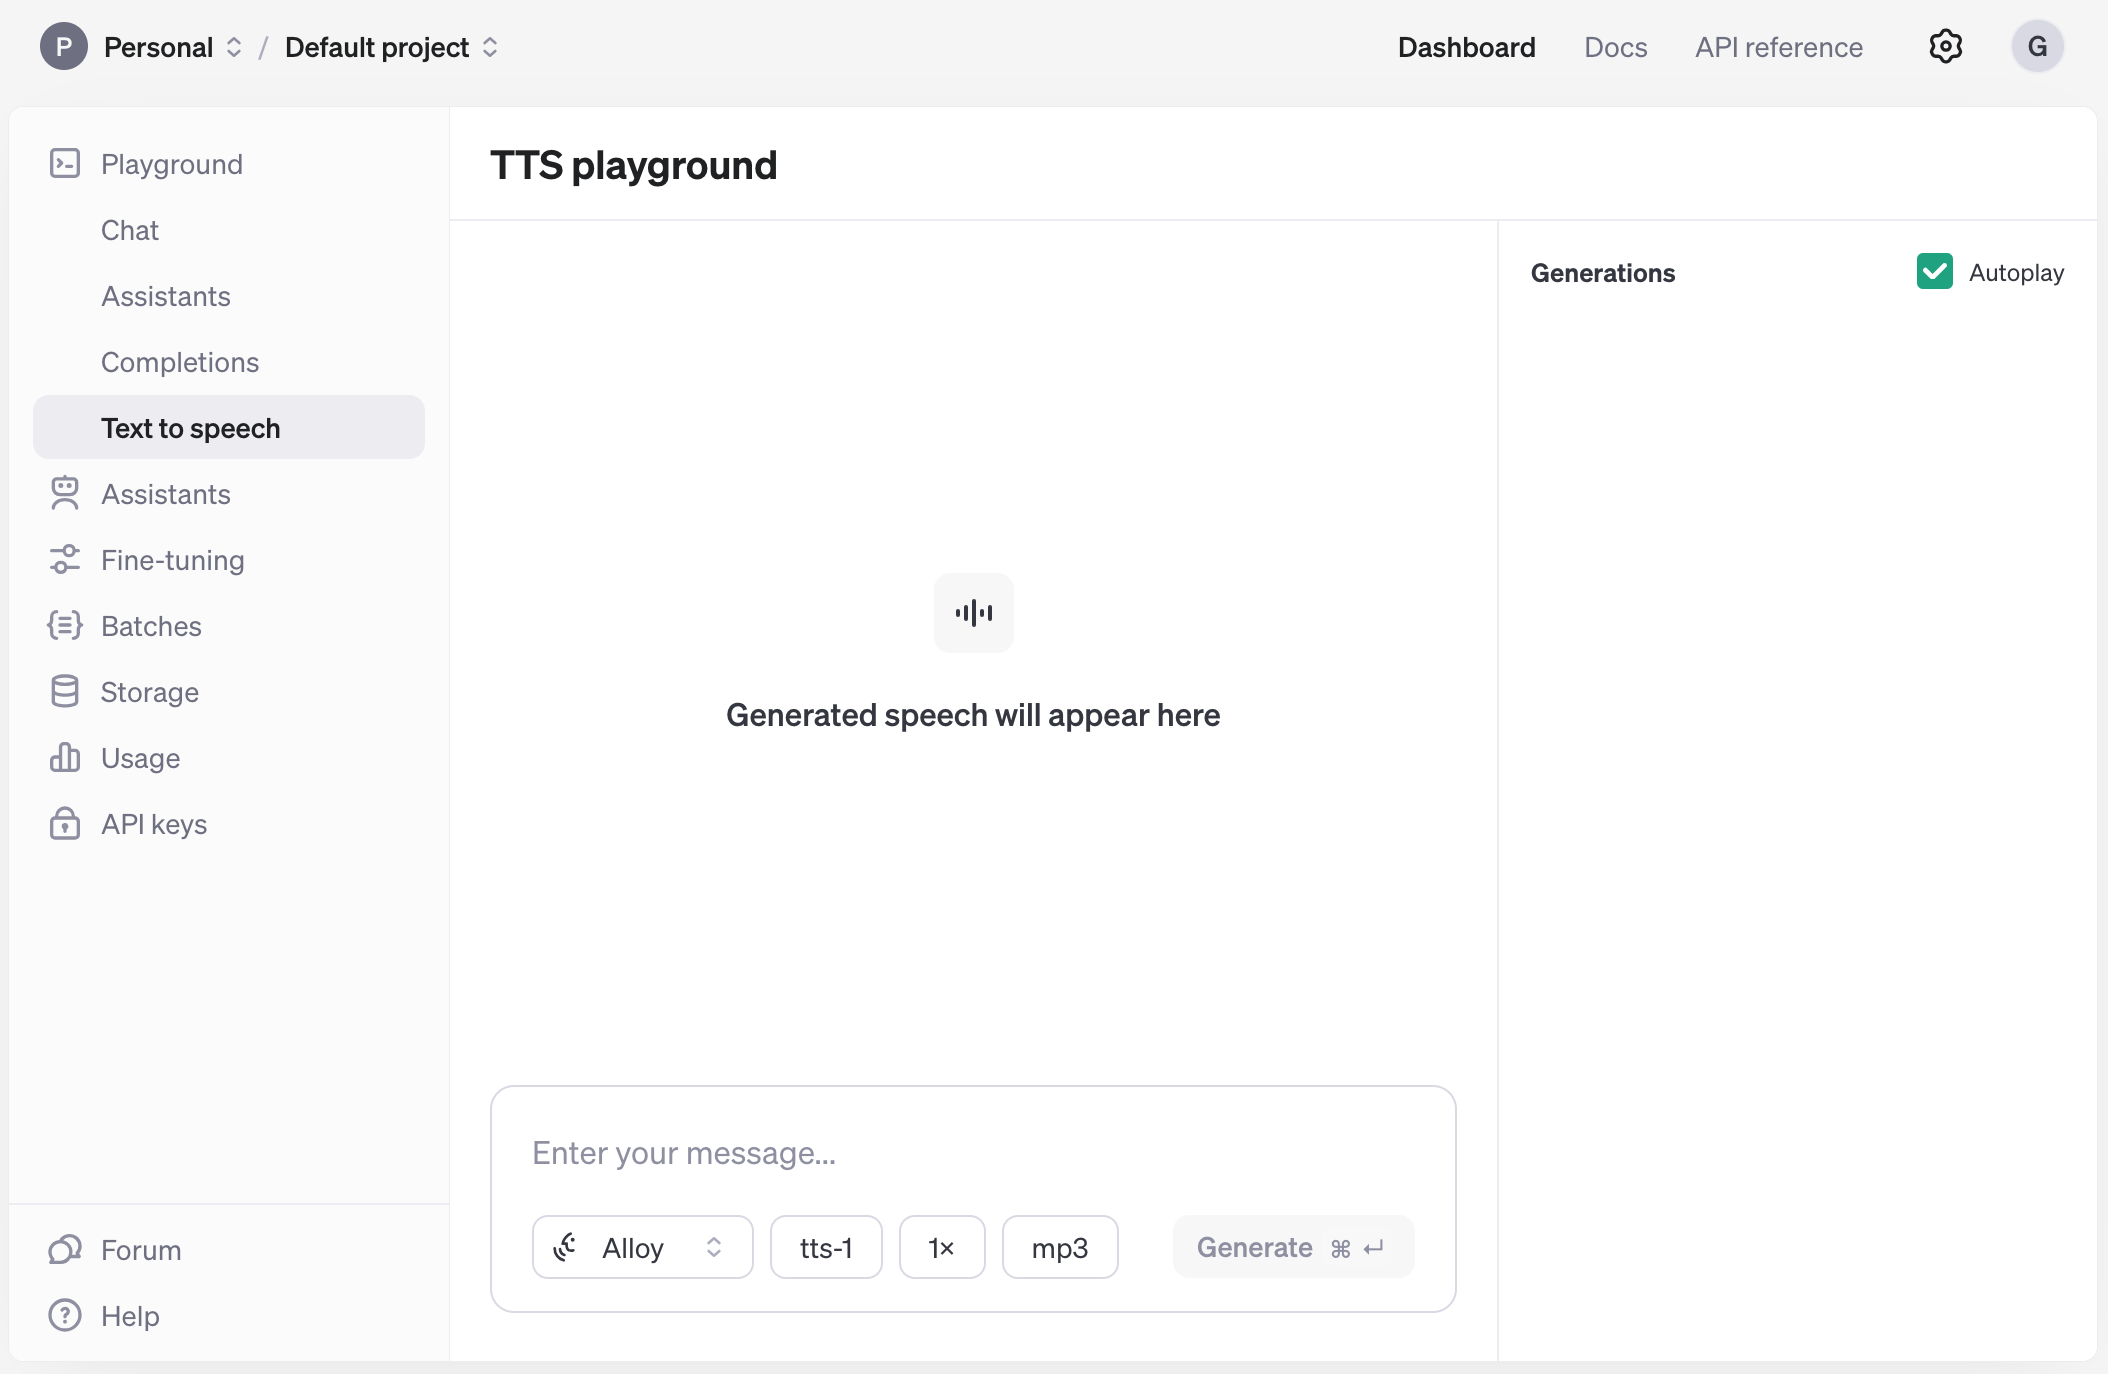 P Personal / Default project
Dashboard Docs API reference G
Playground
Chat
Assistants
Completions
Text to speech
Assistants
Fine-tuning
Batches
Storage
Usage
API keys
Forum
Help
TTS playground
Generated speech will appear here
Enter your message...
Alloy tts-1 1× mp3 Generate ⌘ ↵
Generations Autoplay